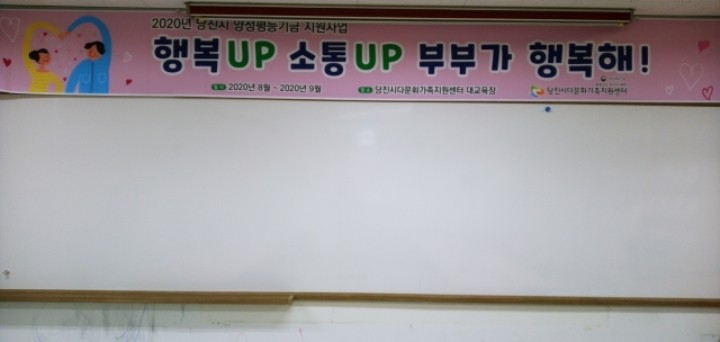 2020년 당진시 양성평등기금 지원사업
행복UP 소통UP 부부가 행복해!
2020년 8월 ~ 2020년 9월
당진시다문화가족지원센터 대교육장
당진시다문화가족지원센터